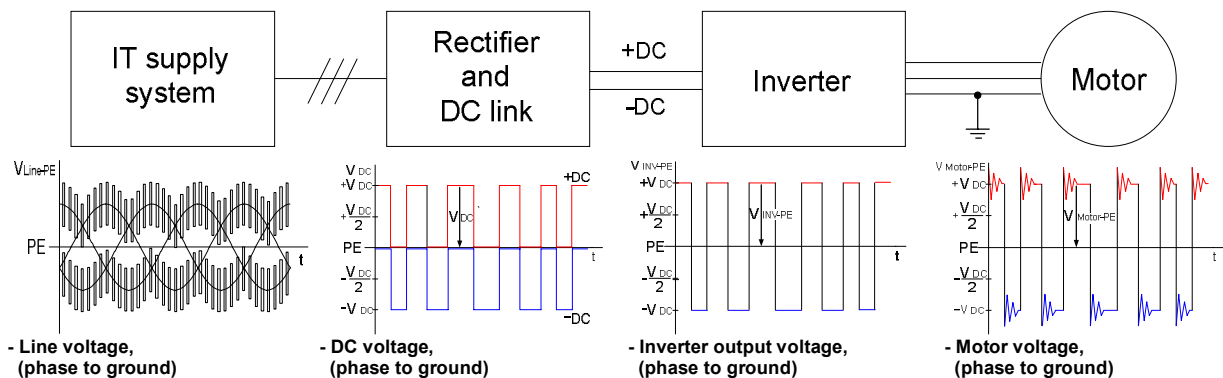 IT supply
system
Rectifier
and
DC link
+DC
−DC
Inverter
Motor
VLine-PE
PE
t
V DC
+V DC
+V DC
2
PE
−V DC
2
−V DC
+DC
VDC
t
−DC
V INV-PE
+V DC
+V DC
2
PE
−V DC
2
−V DC
V INV-PE
t
V Motor-PE
+V DC
+V DC
2
PE
−V DC
2
−V DC
V Motor-PE
t
- Line voltage,
(phase to ground)
- DC voltage,
(phase to ground)
- Inverter output voltage,
(phase to ground)
- Motor voltage,
(phase to ground)